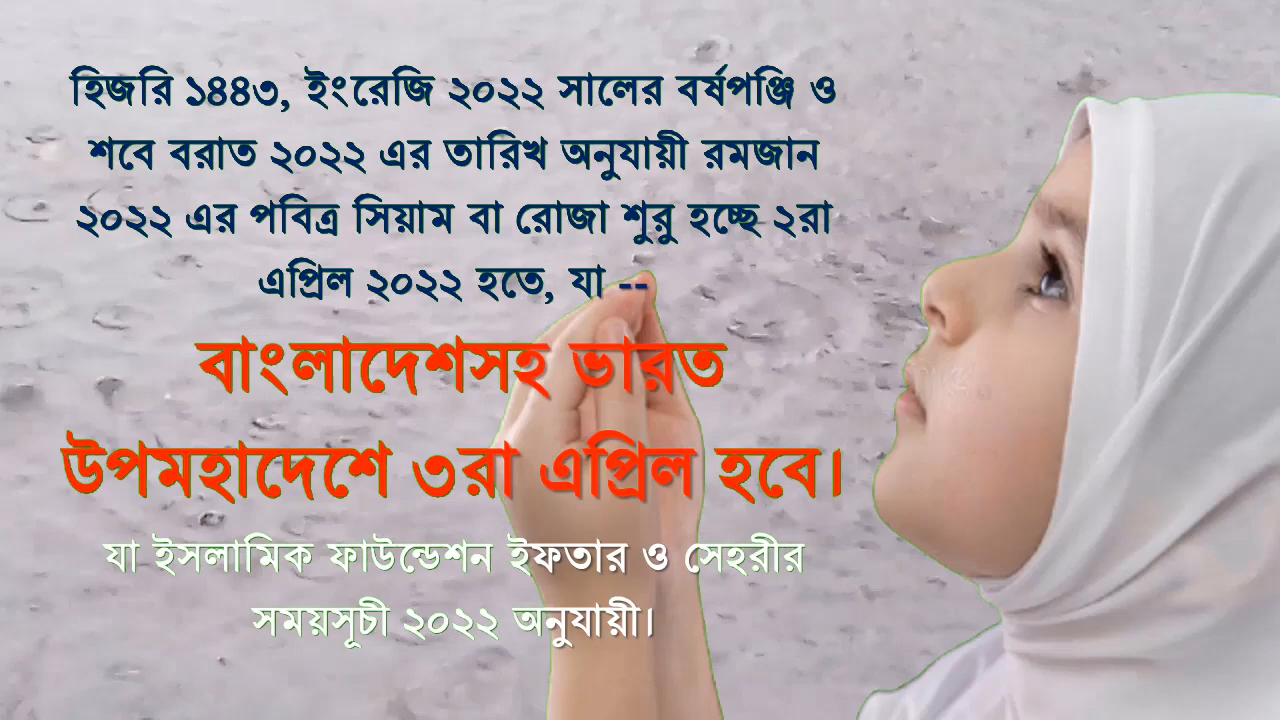 হিজরি ১৪৪৩, ইংরেজি ২০২২ সালের বর্ষপঞ্জি ও
শবে বরাত ২০২২ এর তারিখ অনুযায়ী রমজান
২০২২ এর পবিত্র সিয়াম বা রোজা শুরু হচ্ছে ২রা
এপ্রিল ২০২২ হতে, যা --
বাংলাদেশসহ ভারত
উপমহাদেশে ৩রা এপ্রিল হবে।
যা ইসলামিক ফাউন্ডেশন ইফতার ও সেহরীর
সময়সূচী ২০২২ অনুযায়ী।